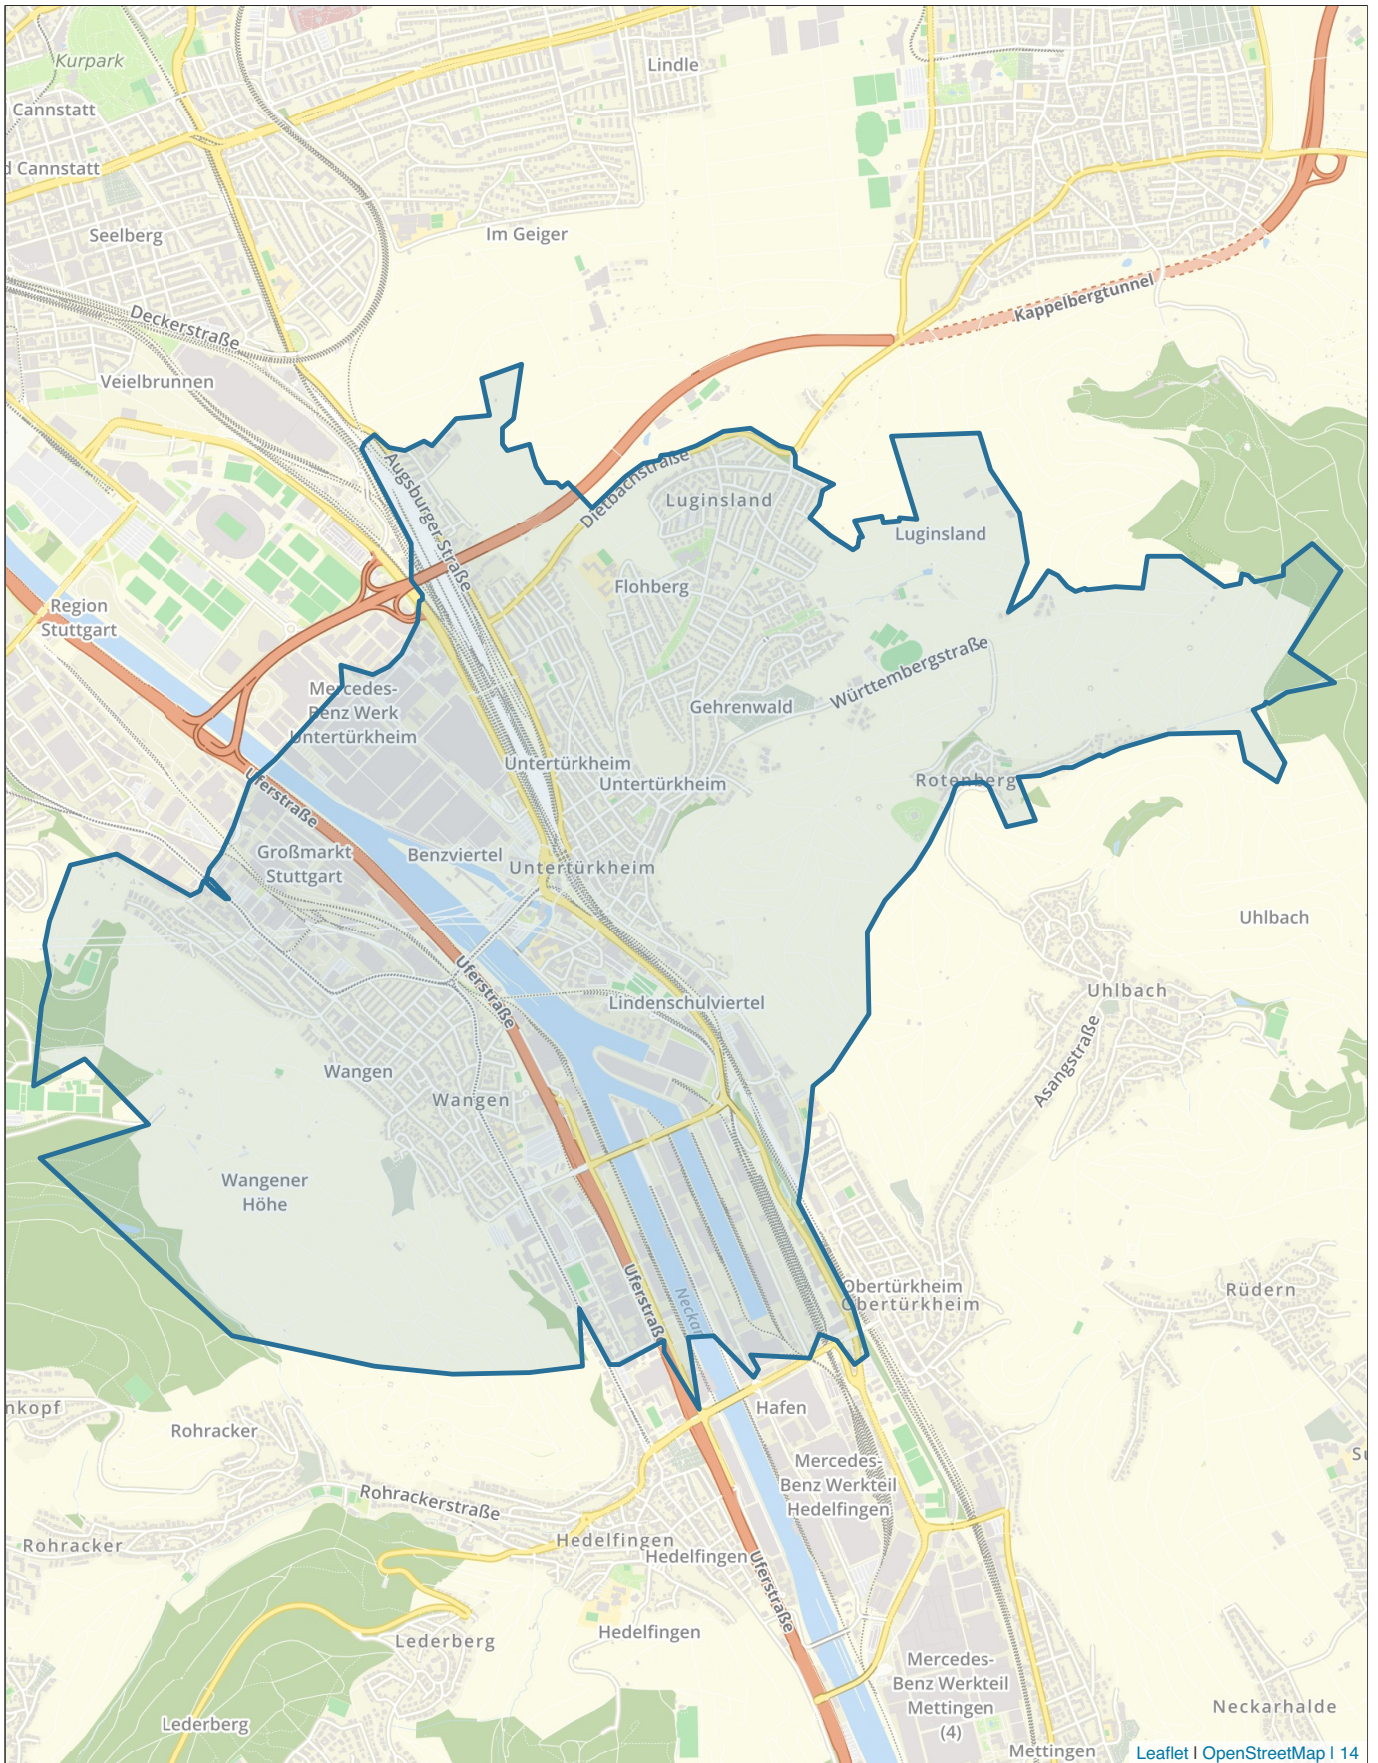 Kurpark
Lindle
Cannstatt
d Cannstatt
Seelberg
Im Geiger
Kappelbergtunnel
Deckerstraße
Veielbrunnen
Augsburger Straße
Dietbachstraße
Luginsland
Luginsland
Flohberg
Region
Stuttgart
Württembergstraße
Mercedes-
Benz Werk
Untertürkheim
Gehrenwald
Untertürkheim
Untertürkheim
Rotenberg
Uferstraße
Großmarkt
Stuttgart
Benzviertel
Untertürkheim
Uhlbach
Uferstraße
Lindenschulviertel
Uhlbach
Asangstraße
Wangen
Wangen
Wangener
Höhe
Uferstraße
Neckar
Obertürkheim
Obertürkheim
Rüdern
nkopf
Rohracker
Hafen
Su
Mercedes-
Benz Werkteil
Hedelfingen
Rohrackerstraße
Rohracker
Hedelfingen
Hedelfingen
Uferstraße
Hedelfingen
Lederberg
Mercedes-
Benz Werkteil
Mettingen
(4)
Neckarhalde
Lederberg
Mettingen
Leaflet | OpenStreetMap | 14